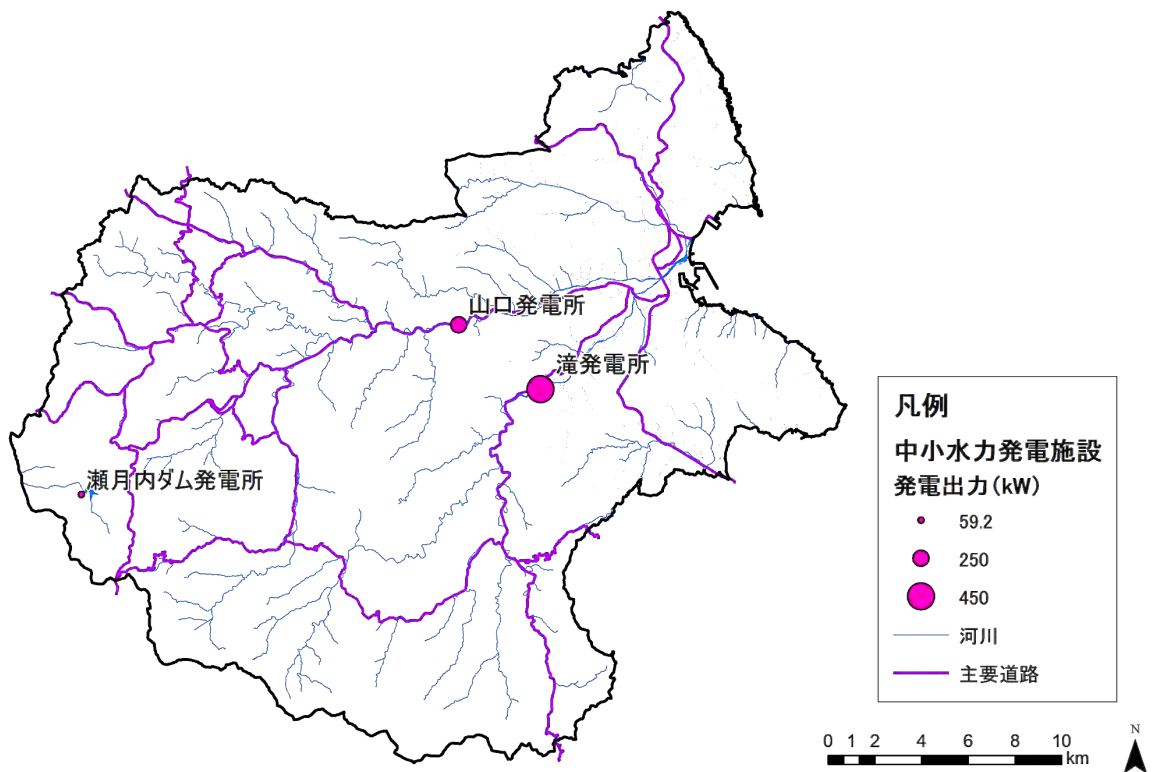 山口発電所
滝発電所
瀬月内ダム発電所
凡例
中小水力発電施設
発電出力(kW)
59.2
250
450
河川
主要道路
0 1 2 4 6 8 10
km
N